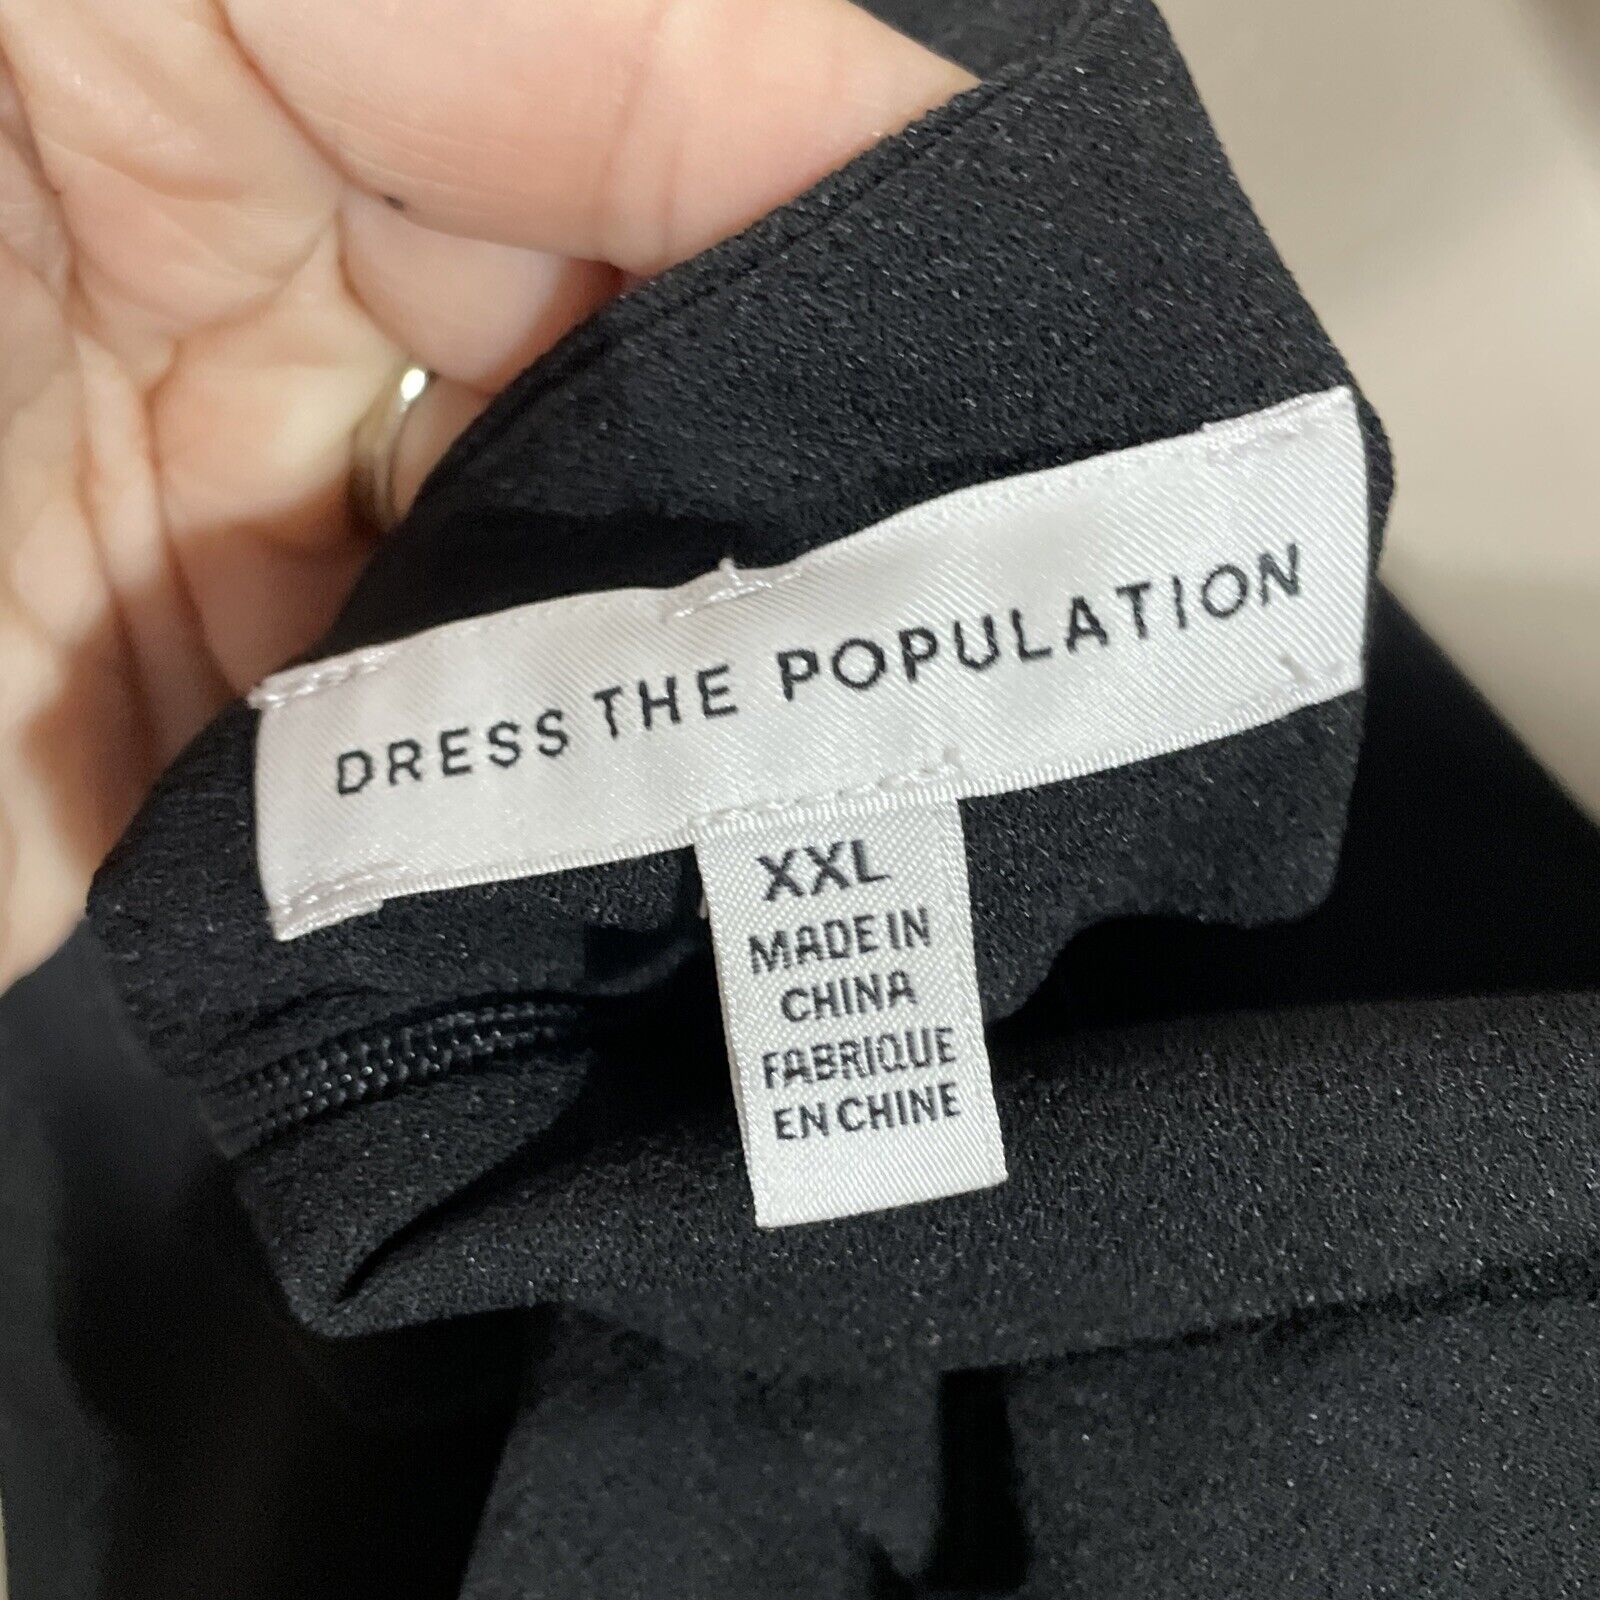 DRESS THE POPULATION
XXL
MADE IN
CHINA
FABRIQUE
EN CHINE